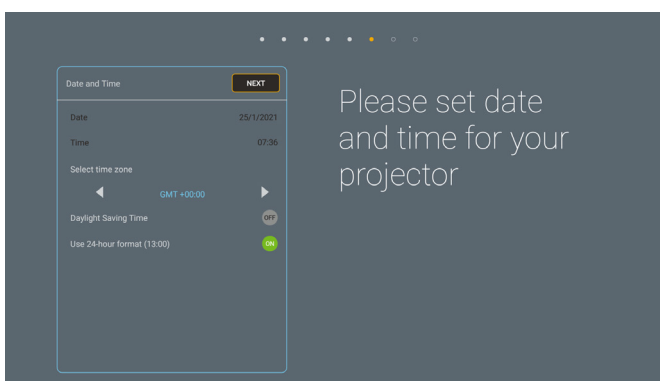 Date and Time
NEXT
Date 25/1/2021
Time 07:36
Select time zone
GMT +00:00
Daylight Saving Time OFF
Use 24-hour format (13:00) ON
Please set date
and time for your
projector